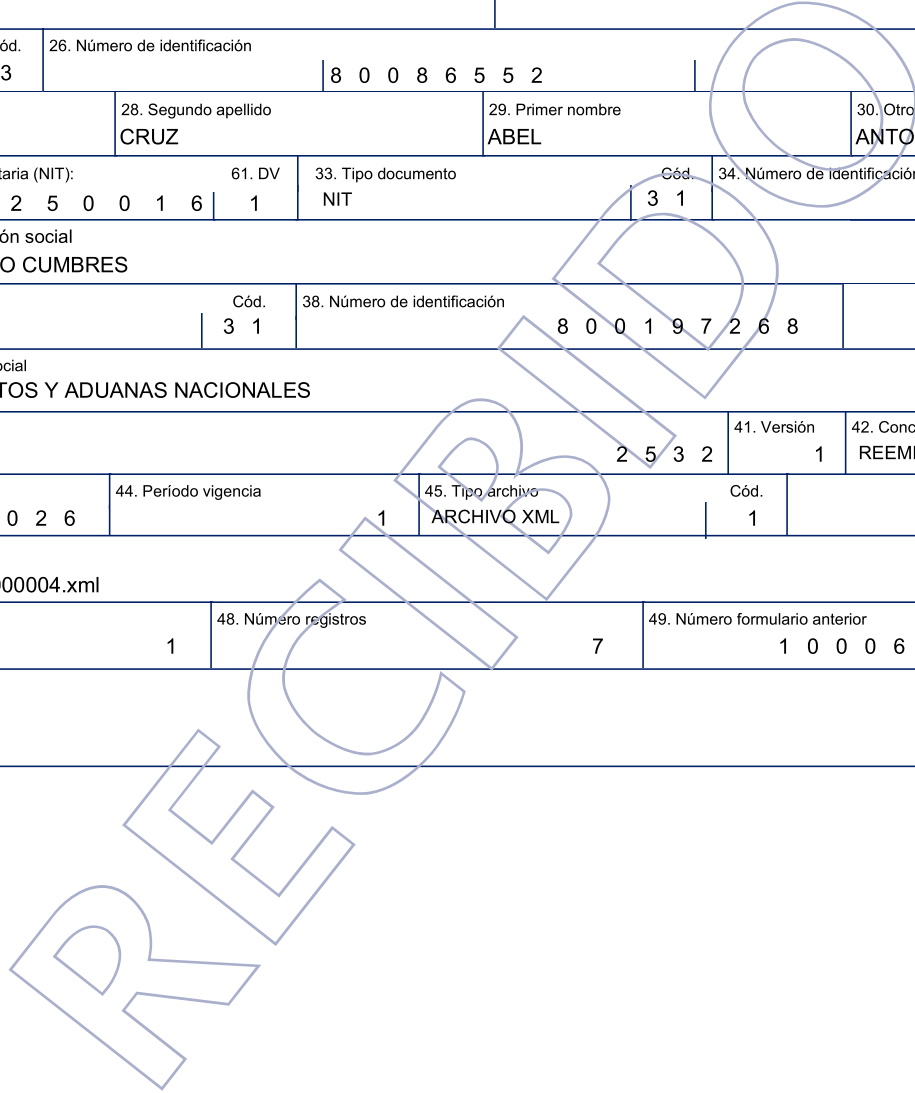 ód. 26. Número de identificación
3 8 0 0 8 6 5 5 2
28. Segundo apellido 29. Primer nombre 30. Otro
CRUZ ABEL ANTO
taria (NIT): 61. DV 33. Tipo documento Cód. 34. Número de identificación
2 5 0 0 1 6 1 NIT 3 1
ón social
O CUMBRES
Cód. 38. Número de identificación
3 1 8 0 0 1 9 7 2 6 8
ocial
TOS Y ADUANAS NACIONALES
41. Versión 42. Conc
2 5 3 2 1 REEM
44. Período vigencia 45. Tipo archivo Cód.
0 2 6 1 ARCHIVO XML 1
000004.xml
48. Número registros 49. Número formulario anterior
1 7 1 0 0 0 6
RECIBIDO